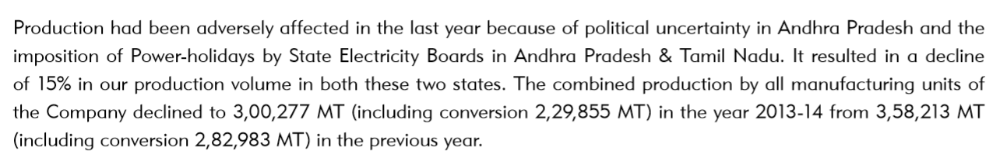 Production had been adversely affected in the last year because of political uncertainty in Andhra Pradesh and the
imposition of Power-holidays by State Electricity Boards in Andhra Pradesh & Tamil Nadu. It resulted in a decline
of 15% in our production volume in both these two states. The combined production by all manufacturing units of
the Company declined to 3,00,277 MT (including conversion 2,29,855 MT) in the year 2013-14 from 3,58,213 MT
(including conversion 2,82,983 MT) in the previous year.